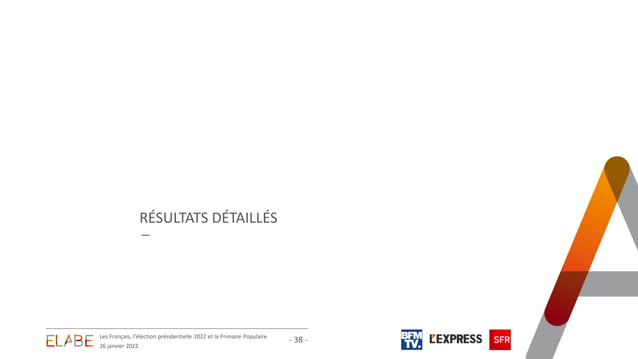 RÉSULTATS DÉTAILLÉS
ELABE
Les Français, l'élection présidentielle 2022 et la Primaire Populaire
26 janvier 2022
- 38 -
BFM
TV.
L'EXPRESS
SFR